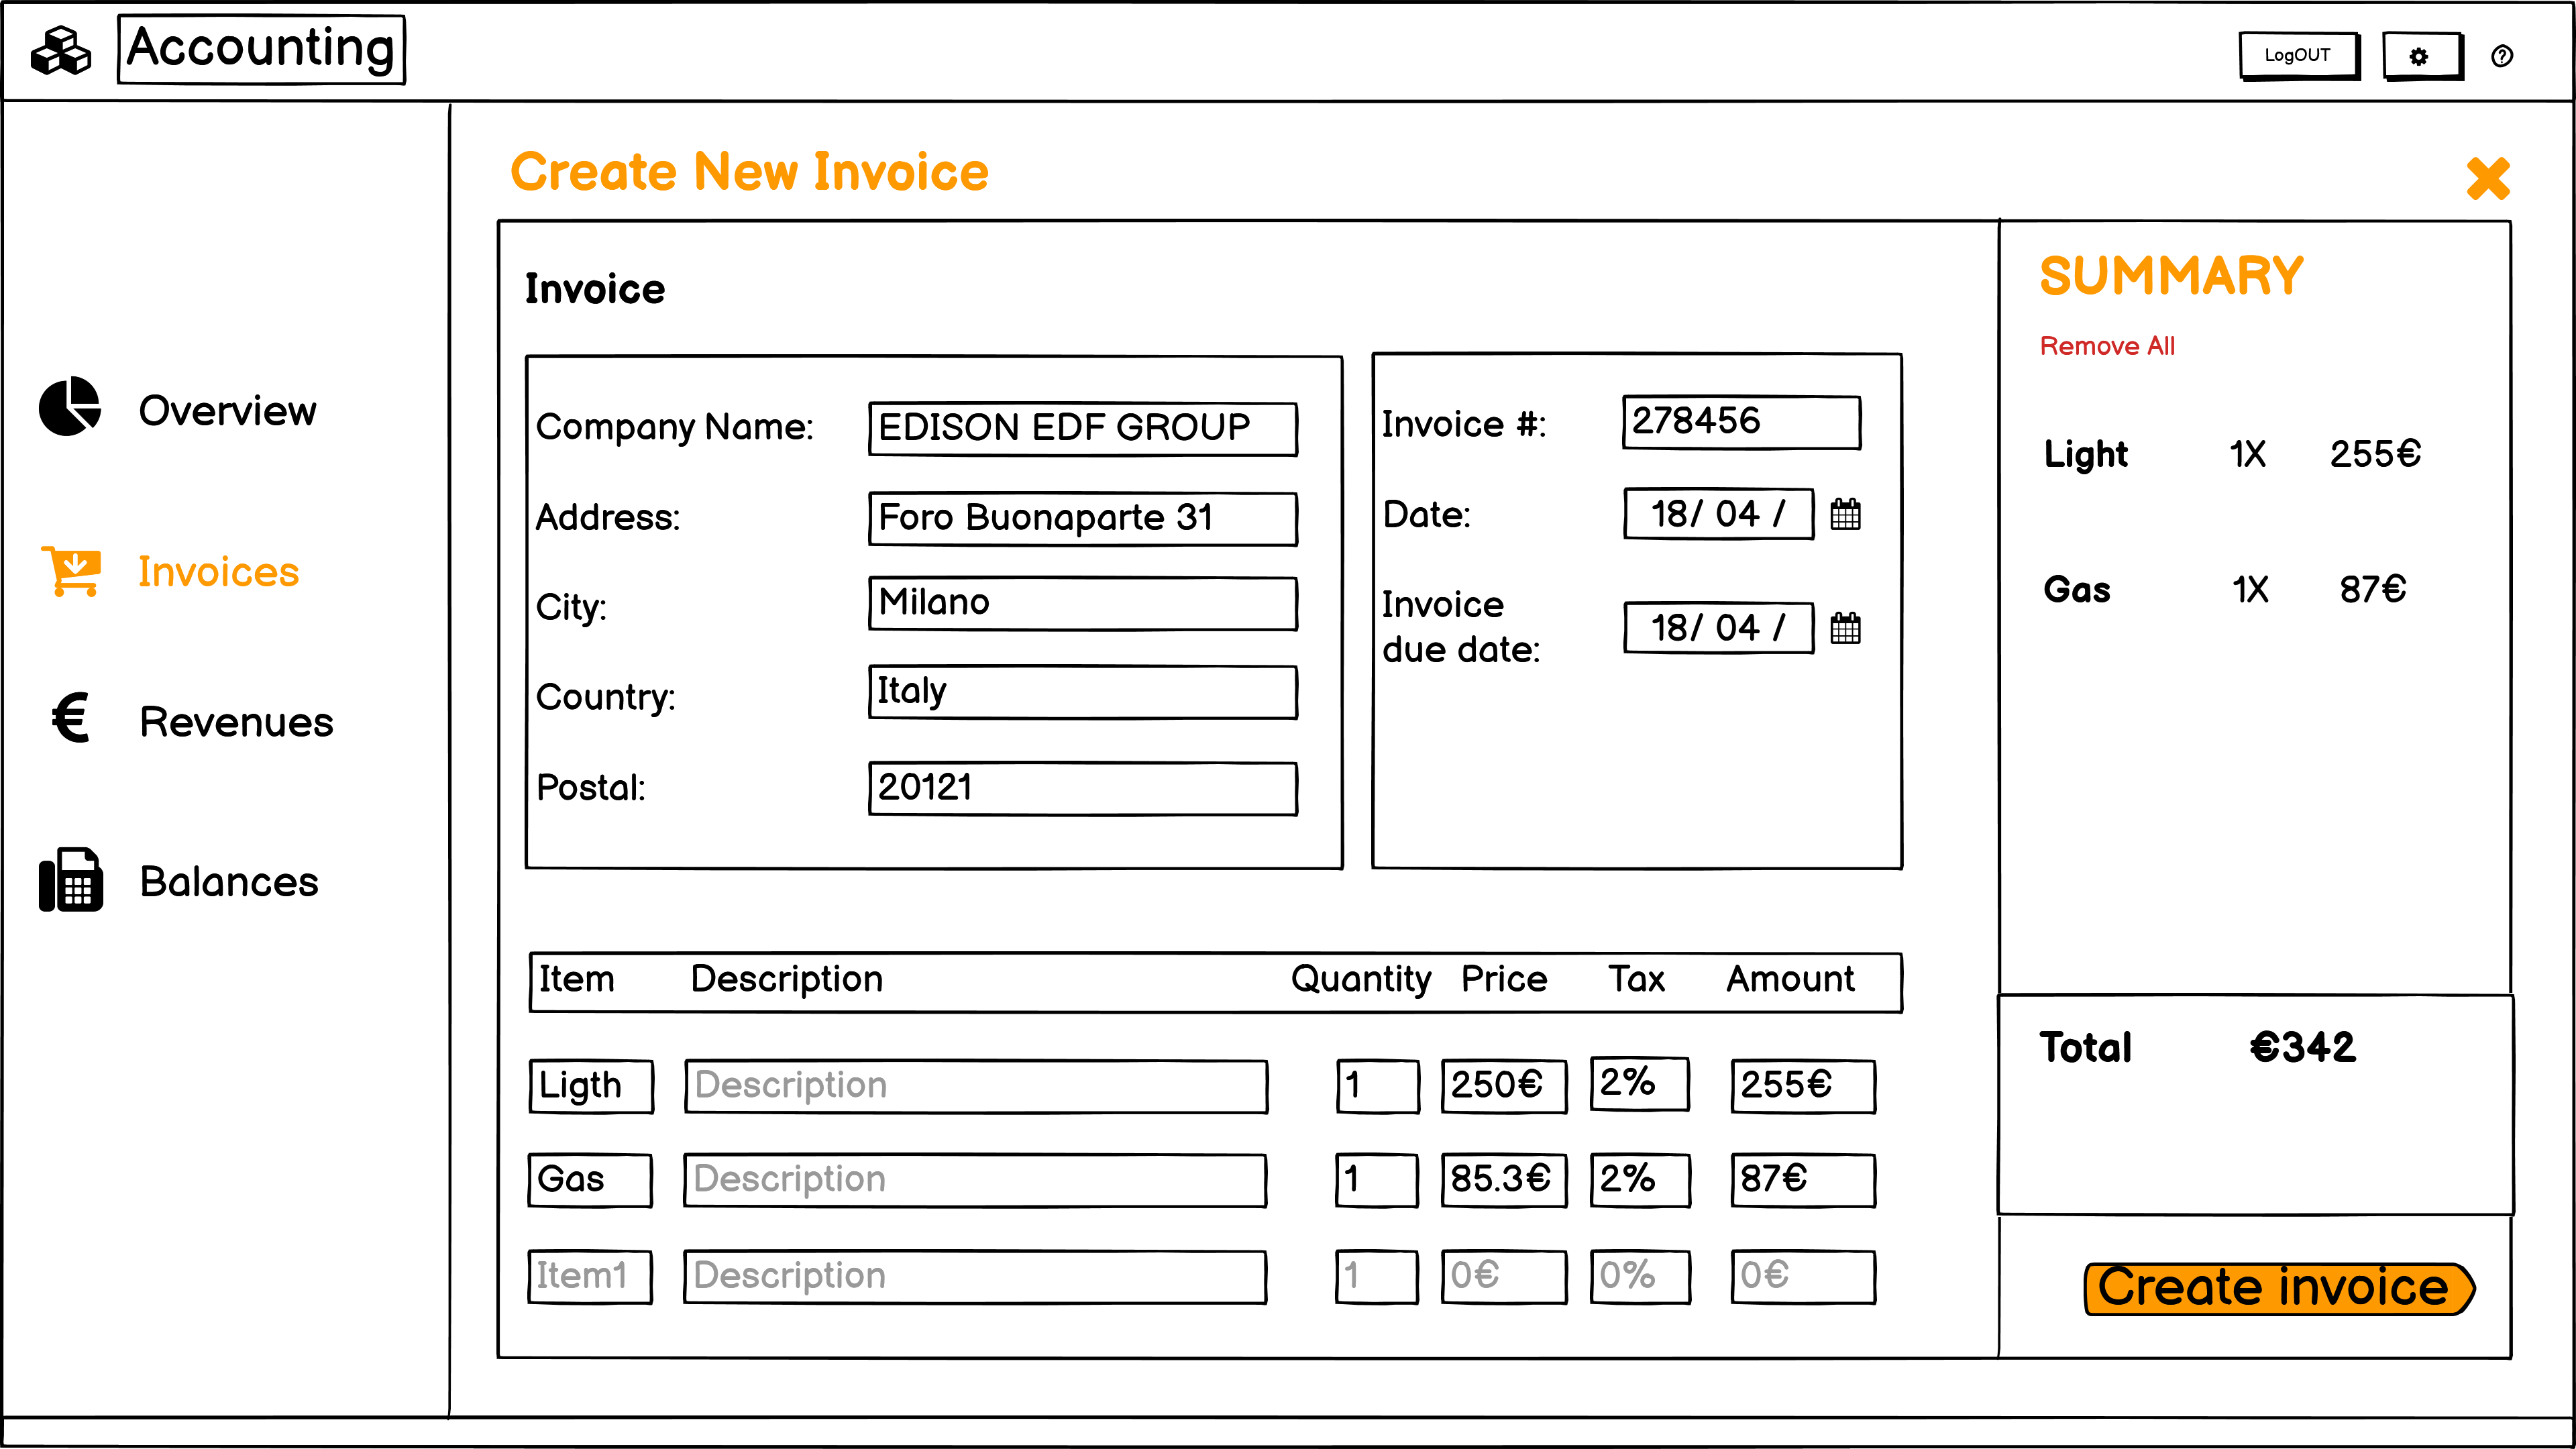 Accounting
LogOUT
Create New Invoice
Overview
Invoices
Revenues
Balances
Invoice
Company Name: EDISON EDF GROUP
Address: Foro Buonaparte 31
City: Milano
Country: Italy
Postal: 20121
Invoice #: 278456
Date: 18/ 04 /
Invoice
due date: 18/ 04 /
Item Description Quantity Price Tax Amount
Ligth Description 1 250€ 2% 255€
Gas Description 1 85.3€ 2% 87€
Item1 Description 1 0€ 0% 0€
SUMMARY
Remove All
Light 1X 255€
Gas 1X 87€
Total €342
Create invoice